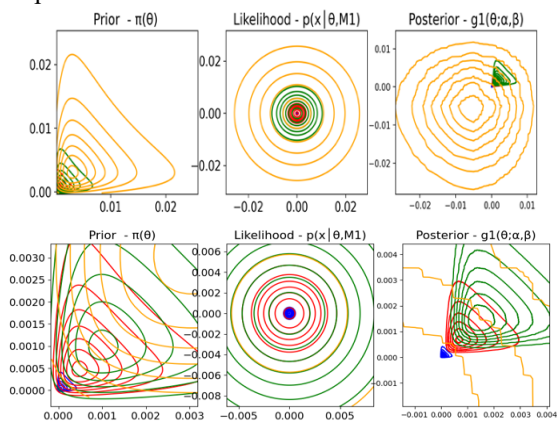 Prior - π(θ)
0.02
0.01
0.00
0.01 0.02
Likelihood - p(x|θ,M1)
0.02
0.00
−0.02
−0.02 0.00 0.02
Posterior - g1(θ;α,β)
0.01
0.00
−0.01
−0.02
−0.02 −0.01 0.00 0.01
Prior - π(θ)
0.0030
0.0025
0.0020
0.0015
0.0010
0.0005
0.0000
0.000 0.001 0.002 0.003
Likelihood - p(x|θ,M1)
0.006
0.004
0.002
0.000
−0.002
−0.004
−0.006
−0.008
−0.005 0.000 0.005
Posterior - g1(θ;α,β)
0.004
0.003
0.002
0.001
0.000
−0.001
−0.001 0.000 0.001 0.002 0.003 0.004